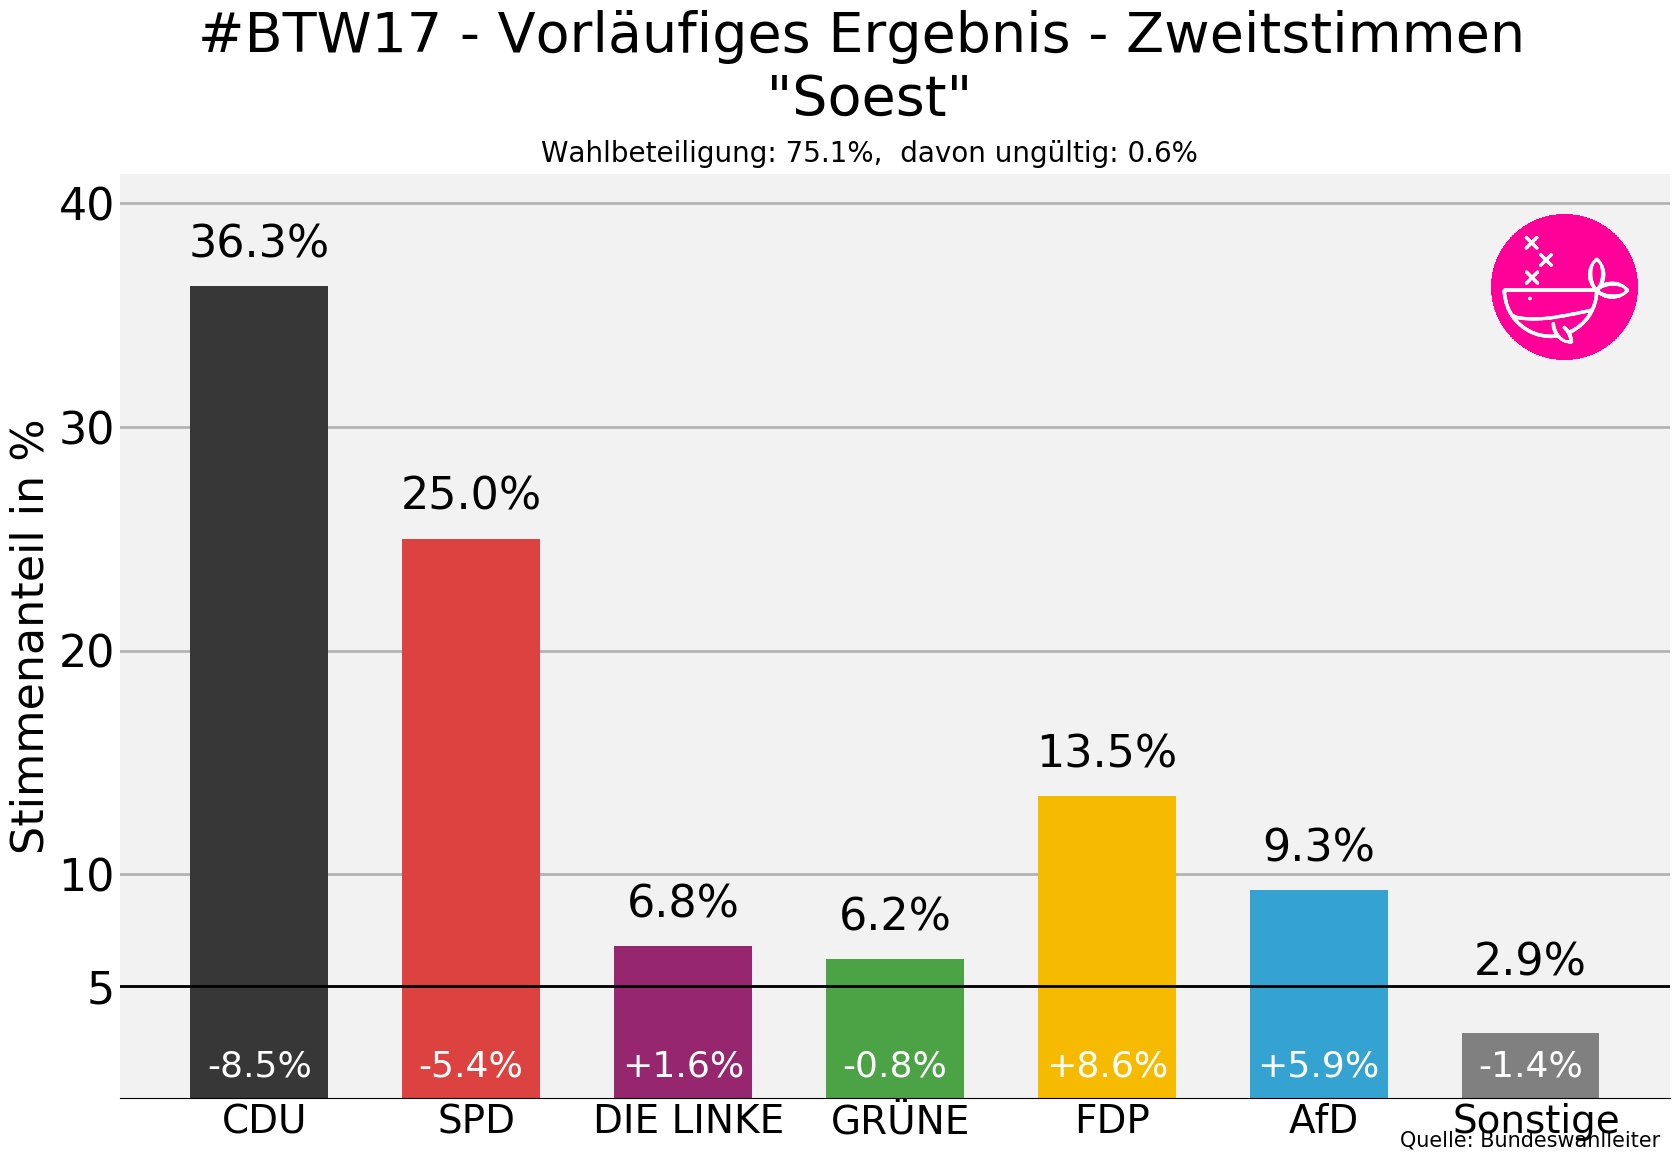 #BTW17 - Vorläufiges Ergebnis - Zweitstimmen
"Soest"
Wahlbeteiligung: 75.1%,  davon ungültig: 0.6%
Stimmenanteil in %
40
30
20
10
5
36.3%
25.0%
6.8%
6.2%
13.5%
9.3%
2.9%
-8.5%
-5.4%
+1.6%
-0.8%
+8.6%
+5.9%
-1.4%
CDU
SPD
DIE LINKE
GRÜNE
FDP
AfD
Sonstige
Quelle: Bundeswahlleiter